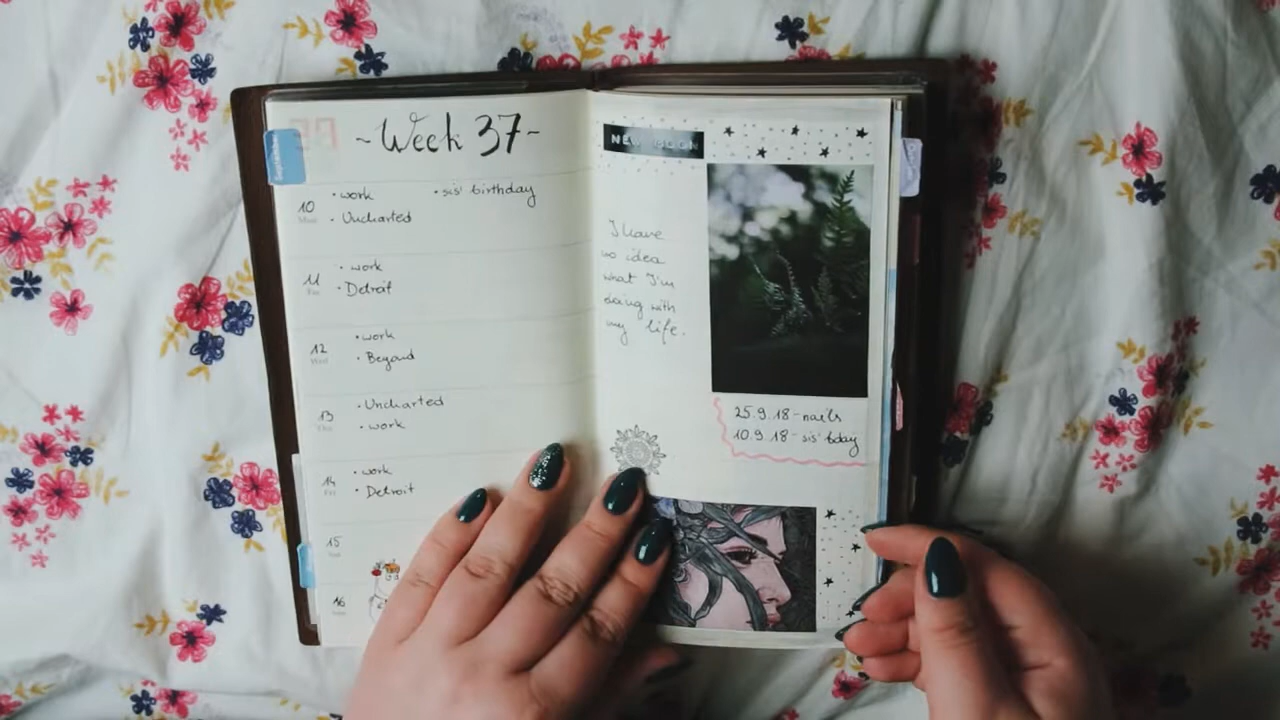 ~Week 37~
10
• work
• sis' birthday
• Uncharted
11
• work
• Detroit
12
• work
• Beyond
13
• Uncharted
• work
14
• work
• Detroit
15
16
NEW MOON
I have
no idea
what I'm
doing with
my life.
25.9.18 - nails
10.9.18 - sis' bday